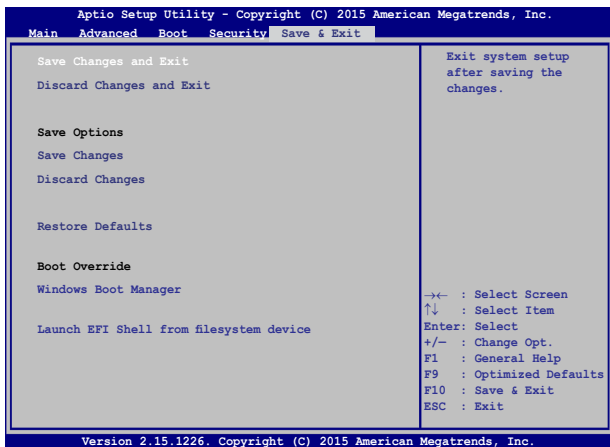 Aptio Setup Utility - Copyright (C) 2015 American Megatrends, Inc.
Main Advanced Boot Security Save & Exit
Save Changes and Exit
Discard Changes and Exit
Save Options
Save Changes
Discard Changes
Restore Defaults
Boot Override
Windows Boot Manager
Launch EFI Shell from filesystem device
Exit system setup
after saving the
changes.
→← : Select Screen
↑↓ : Select Item
Enter: Select
+/− : Change Opt.
F1 : General Help
F9 : Optimized Defaults
F10 : Save & Exit
ESC : Exit
Version 2.15.1226. Copyright (C) 2015 American Megatrends, Inc.